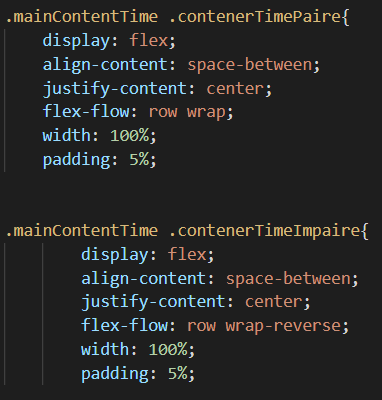 .mainContentTime .contenerTimePaire{
display: flex;
align-content: space-between;
justify-content: center;
flex-flow: row wrap;
width: 100%;
padding: 5%;
.mainContentTime .contenerTimeImpaire{
display: flex;
align-content: space-between;
justify-content: center;
flex-flow: row wrap-reverse;
width: 100%;
padding: 5%;